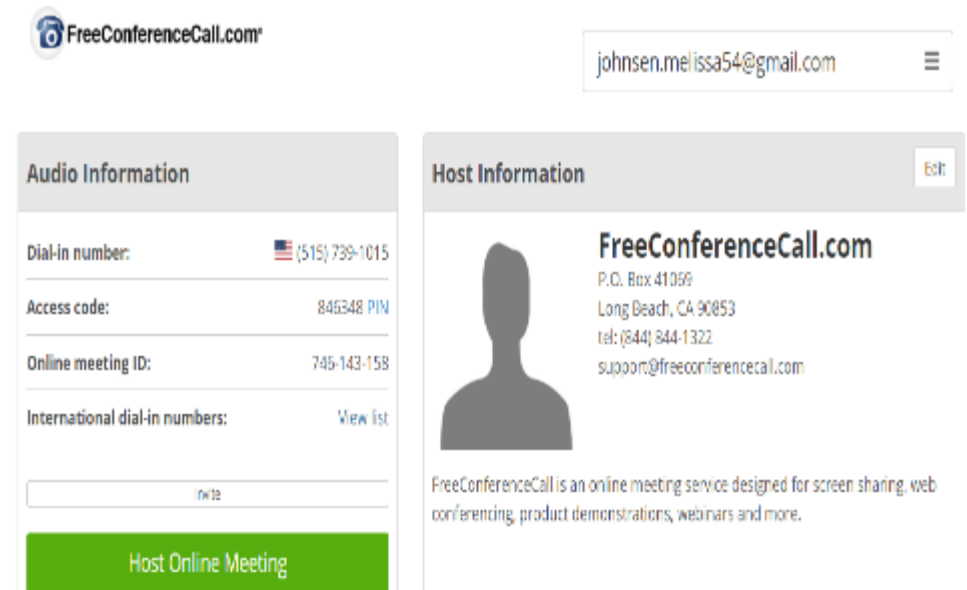 FreeConferenceCall.com®
johnsen.melissa54@gmail.com
Audio Information
Dial-in number: (515) 739-1015
Access code: 846348 PIN
Online meeting ID: 746-143-158
International dial-in numbers: View list
Invite
Host Online Meeting
Host Information
Edit
FreeConferenceCall.com
P.O. Box 41069
Long Beach, CA 90853
tel: (844) 844-1322
support@freeconferencecall.com
FreeConferenceCall is an online meeting service designed for screen sharing, web
conferencing, product demonstrations, webinars and more.